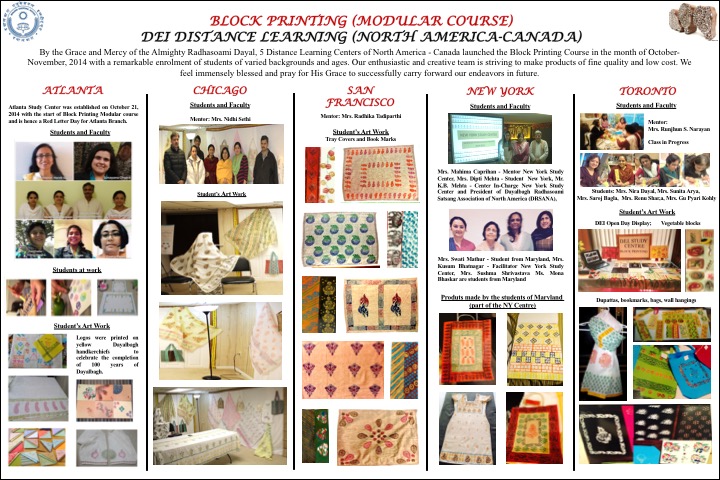 BLOCK PRINTING (MODULAR COURSE)
DEI DISTANCE LEARNING (NORTH AMERICA-CANADA)
By the Grace and Mercy of the Almighty Radhasoami Dayal, 5 Distance Learning Centers of North America - Canada launched the Block Printing Course in the month of October-
November, 2014 with a remarkable enrolment of students of varied backgrounds and ages. Our enthusiastic and creative team is striving to make products of fine quality and low cost. We
feel immensely blessed and pray for His Grace to successfully carry forward our endeavors in future.
ATLANTA
Atlanta Study Center was established on October 21,
2014 with the start of Block Printing Modular course
and is hence a Red Letter Day for Atlanta Branch.
Students and Faculty
Students at work
Student's Art Work
Logos were printed on
yellow Dayalbagh
handkerchiefs to
celebrate the completion
of 100 years of
Dayalbagh.
CHICAGO
Students and Faculty
Mentor: Mrs. Nidhi Sethi
Student's Art Work
SAN
FRANCISCO
Mentor: Mrs. Radhika Tadiparthi
Student's Art Work
Tray Covers and Book Marks
NEW YORK
Students and Faculty
Mrs. Mahima Caprihan - Mentor New York Study
Center, Mrs. Dipti Mehta - Student New York, Mr.
K.B. Mehta - Center In-Charge New York Study
Center and President of Dayalbagh Radhasoami
Satsang Association of North America (DRSANA),
Mrs. Swati Mathur - Student from Maryland, Mrs.
Kusum Bhatnagar - Facilitator New York Study
Center, Mrs. Sushma Shrivastava Ms. Mona
Bhaskar are students from Maryland
Produts made by the students of Maryland
(part of the NY Centre)
TORONTO
Students and Faculty
Mentor:
Mrs. Ramjhun S. Narayan
Class in Progress
Students: Mrs. Nira Dayal, Mrs. Sunita Arya,
Mrs. Saroj Bagla, Mrs. Renu Sharza, Mrs. Gu Pyari Kohly
Student's Art Work
DEI Open Day Display; Vegetable blocks
DEI STUDY
CENTRE
Dupattas, bookmarks, bags, wall hangings